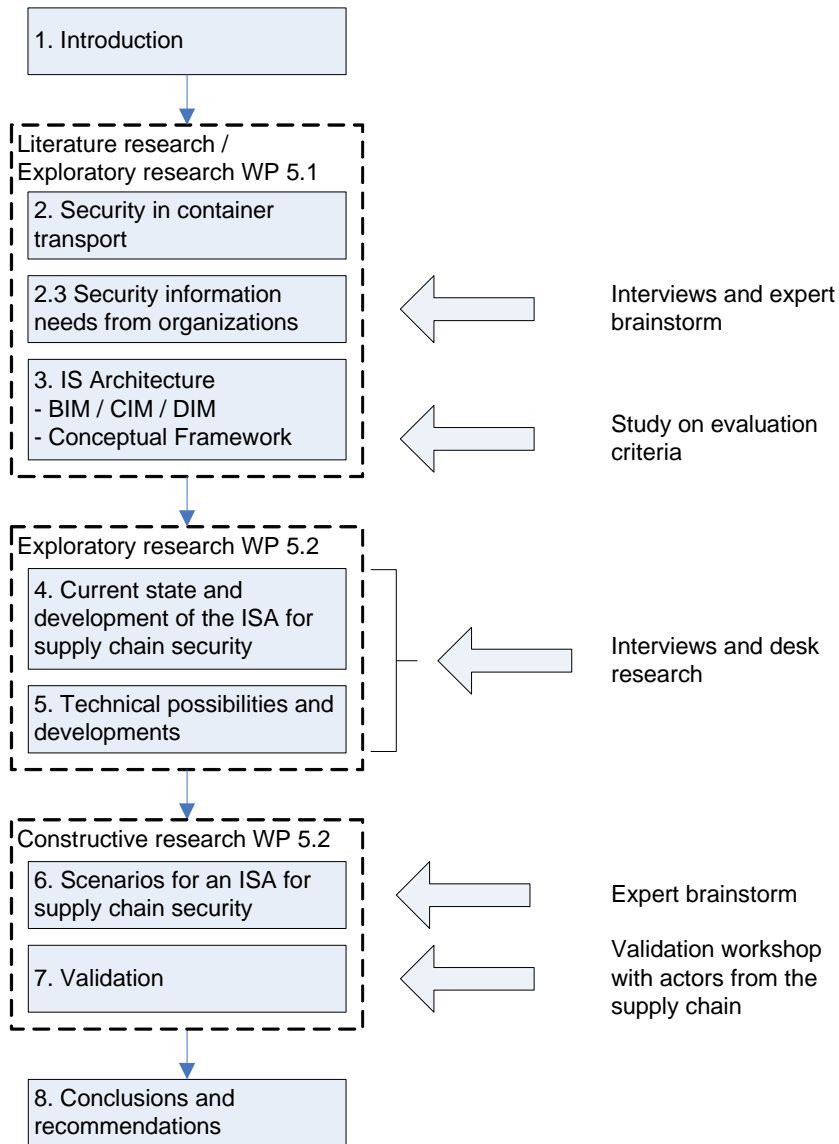 1. Introduction
Literature research /
Exploratory research WP 5.1
2. Security in container
transport
2.3 Security information
needs from organizations
Interviews and expert
brainstorm
3. IS Architecture
- BIM / CIM / DIM
- Conceptual Framework
Study on evaluation
criteria
Exploratory research WP 5.2
4. Current state and
development of the ISA for
supply chain security
5. Technical possibilities and
developments
Interviews and desk
research
Constructive research WP 5.2
6. Scenarios for an ISA for
supply chain security
Expert brainstorm
7. Validation
Validation workshop
with actors from the
supply chain
8. Conclusions and
recommendations